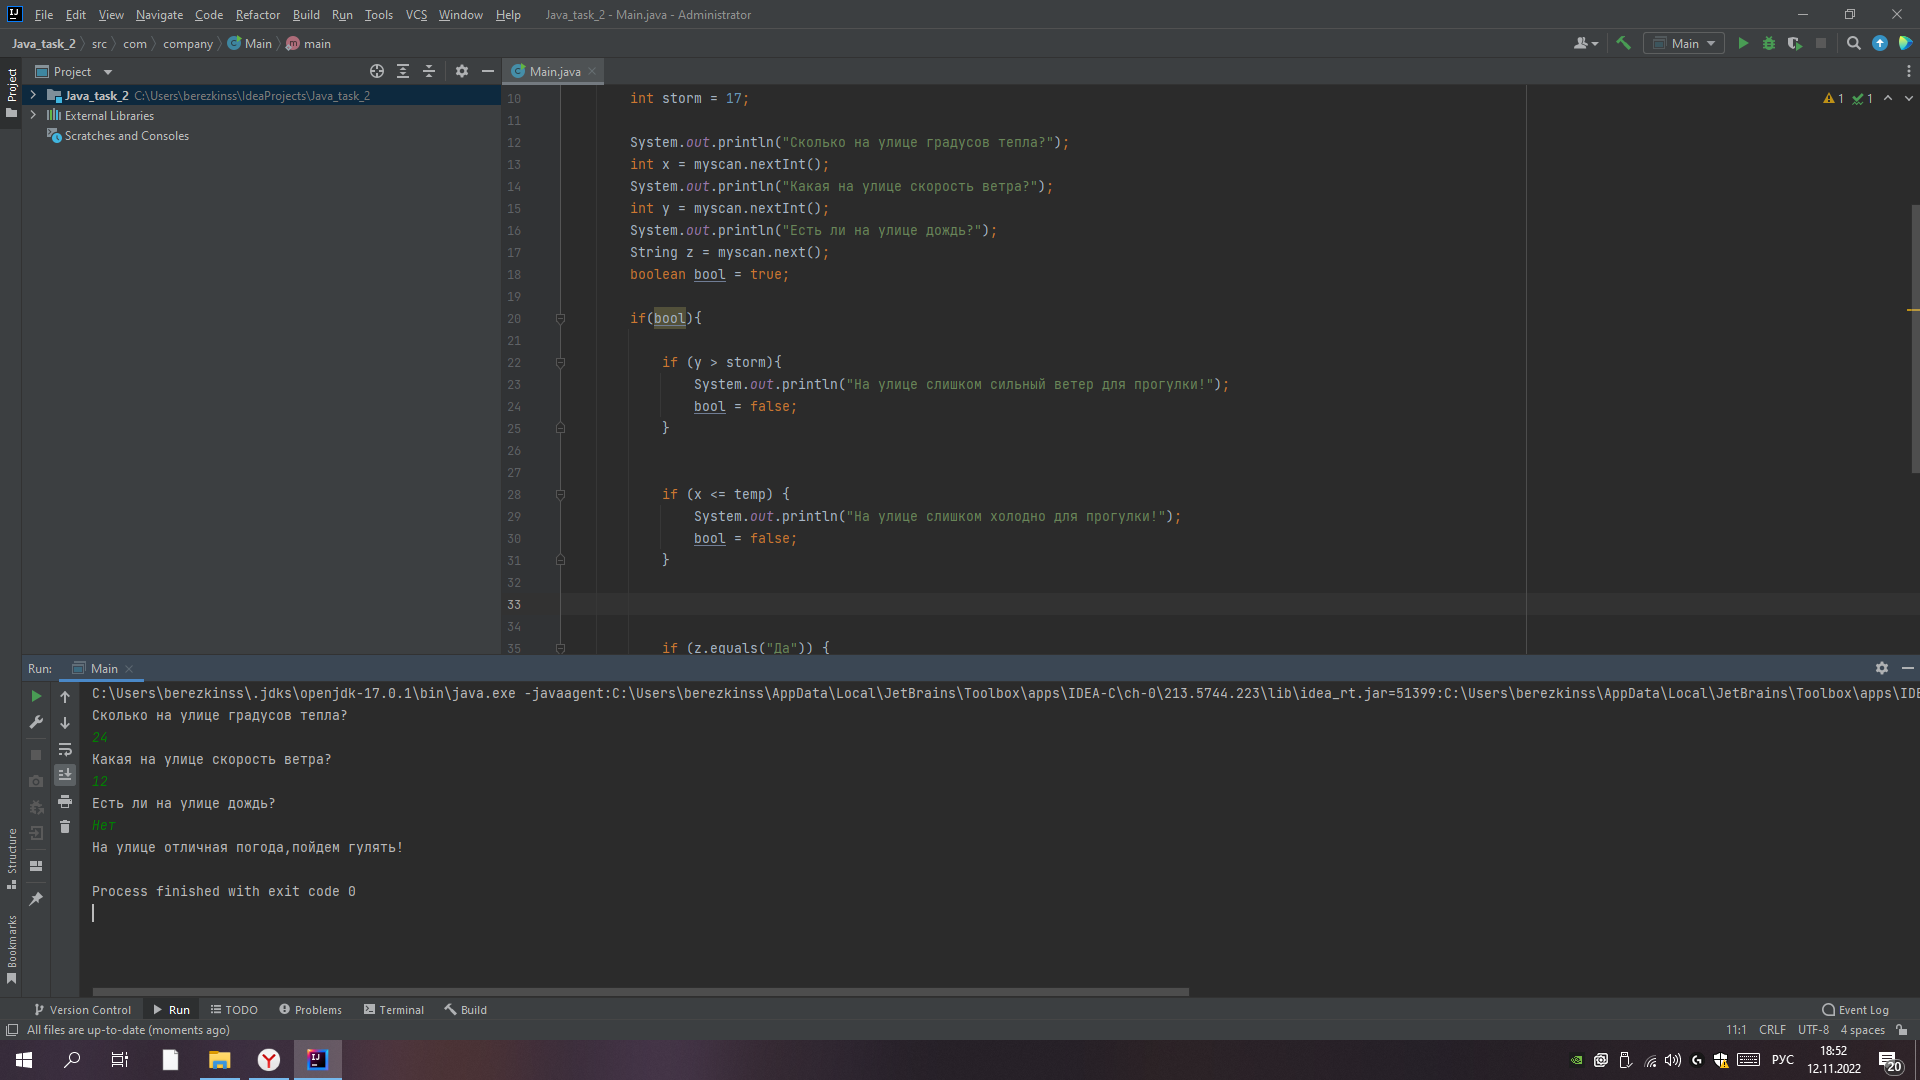 File Edit View Navigate Code Refactor Build Run Tools VCS Window Help Java_task_2 - Main.java - Administrator
Java_task_2 src com company Main main
Main
Project
Main.java
Project
Java_task_2 C:\Users\berezkinss\IdeaProjects\Java_task_2
External Libraries
Scratches and Consoles
1 1
10 int storm = 17;
11
12 System.out.println("Сколько на улице градусов тепла?");
13 int x = myscan.nextInt();
14 System.out.println("Какая на улице скорость ветра?");
15 int y = myscan.nextInt();
16 System.out.println("Есть ли на улице дождь?");
17 String z = myscan.next();
18 boolean bool = true;
19
20 if(bool){
21
22 if (y > storm){
23 System.out.println("На улице слишком сильный ветер для прогулки!");
24 bool = false;
25 }
26
27
28 if (x <= temp) {
29 System.out.println("На улице слишком холодно для прогулки!");
30 bool = false;
31 }
32
33
34
35 if (z.equals("Да")) {
Run: Main
C:\Users\berezkinss\.jdks\openjdk-17.0.1\bin\java.exe -javaagent:C:\Users\berezkinss\AppData\Local\JetBrains\Toolbox\apps\IDEA-C\ch-0\213.5744.223\lib\idea_rt.jar=51399:C:\Users\berezkinss\AppData\Local\JetBrains\Toolbox\apps\IDE
Сколько на улице градусов тепла?
24
Какая на улице скорость ветра?
12
Есть ли на улице дождь?
Нет
На улице отличная погода,пойдем гулять!
Process finished with exit code 0
Structure
Bookmarks
Version Control Run TODO Problems Terminal Build Event Log
All files are up-to-date (moments ago) 11:1 CRLF UTF-8 4 spaces
РУС
18:52
12.11.2022
20